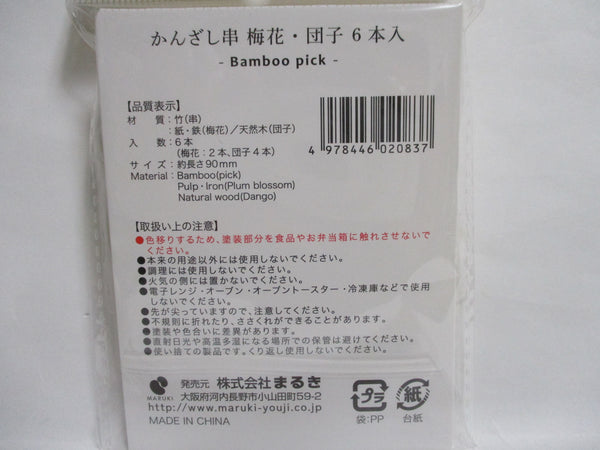 かんざし串 梅花・団子 6本入
- Bamboo pick -
【品質表示】
材　質：竹(串)
紙・鉄(梅花)／天然木(団子)
入　数：6本
(梅花：2本、団子4本)
サ イ ズ：約長さ90mm
Material：Bamboo(pick)
Pulp・Iron(Plum blossom)
Natural wood(Dango)
4 978446 020837
【取扱い上の注意】
●色移りするため、塗装部分を食品やお弁当箱に触れさせないで
ください。
●本来の用途以外には使用しないでください。
●調理には使用しないでください。
●火気の側には置かないでください。
●電子レンジ・オーブン・オーブントースター・冷凍庫などで使用
しないでください。
●先が尖っていますので、注意してください。
●不規則に折れたり、ささくれができることがあります。
●塗装や色合いに差異があります。
●直射日光や高温多湿になる場所での保管は避けてください。
●使い捨ての製品です。くり返し使用しないでください。
MARUKI
発売元 株式会社まるき
大阪府河内長野市小山田町59-2
http://www.maruki-youji.co.jp
MADE IN CHINA
プラ
袋:PP
紙
台紙